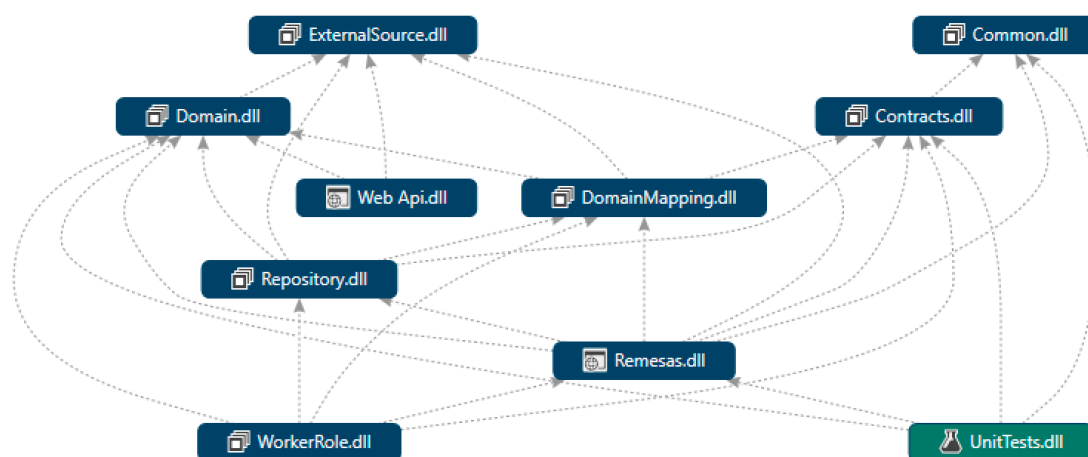 ExternalSource.dll
Common.dll
Domain.dll
Contracts.dll
Web Api.dll
DomainMapping.dll
Repository.dll
Remesas.dll
WorkerRole.dll
UnitTests.dll